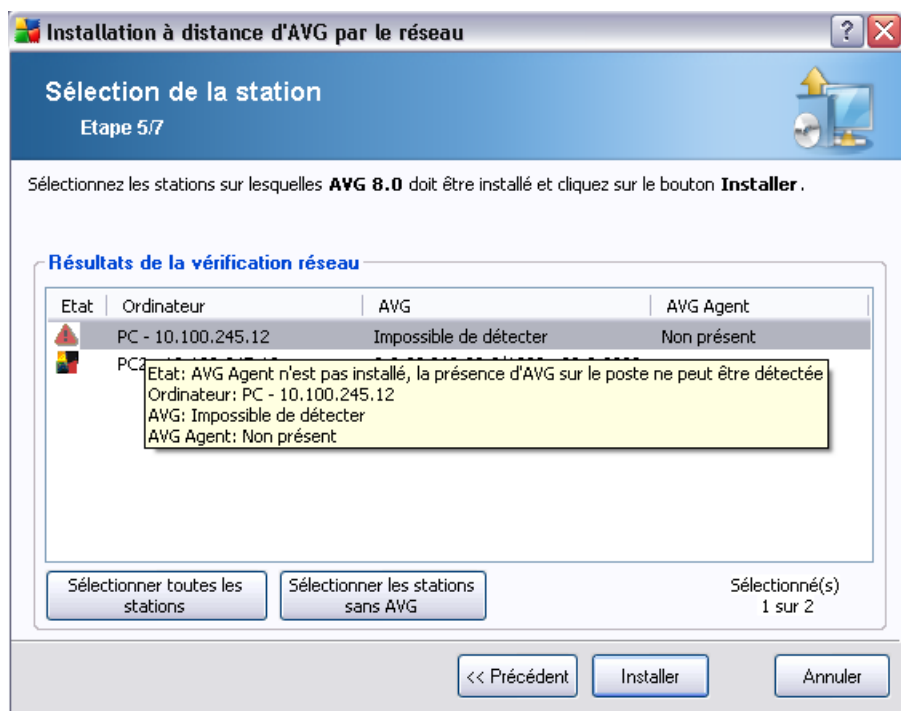 Installation à distance d'AVG par le réseau
Sélection de la station
Etape 5/7
Sélectionnez les stations sur lesquelles AVG 8.0 doit être installé et cliquez sur le bouton Installer.
Résultats de la vérification réseau
Etat Ordinateur AVG AVG Agent
PC - 10.100.245.12 Impossible de détecter Non présent
PC2
Etat: AVG Agent n'est pas installé, la présence d'AVG sur le poste ne peut être détectée
Ordinateur: PC - 10.100.245.12
AVG: Impossible de détecter
AVG Agent: Non présent
Sélectionner toutes les
stations
Sélectionner les stations
sans AVG
Sélectionné(s)
1 sur 2
<< Précédent
Installer
Annuler